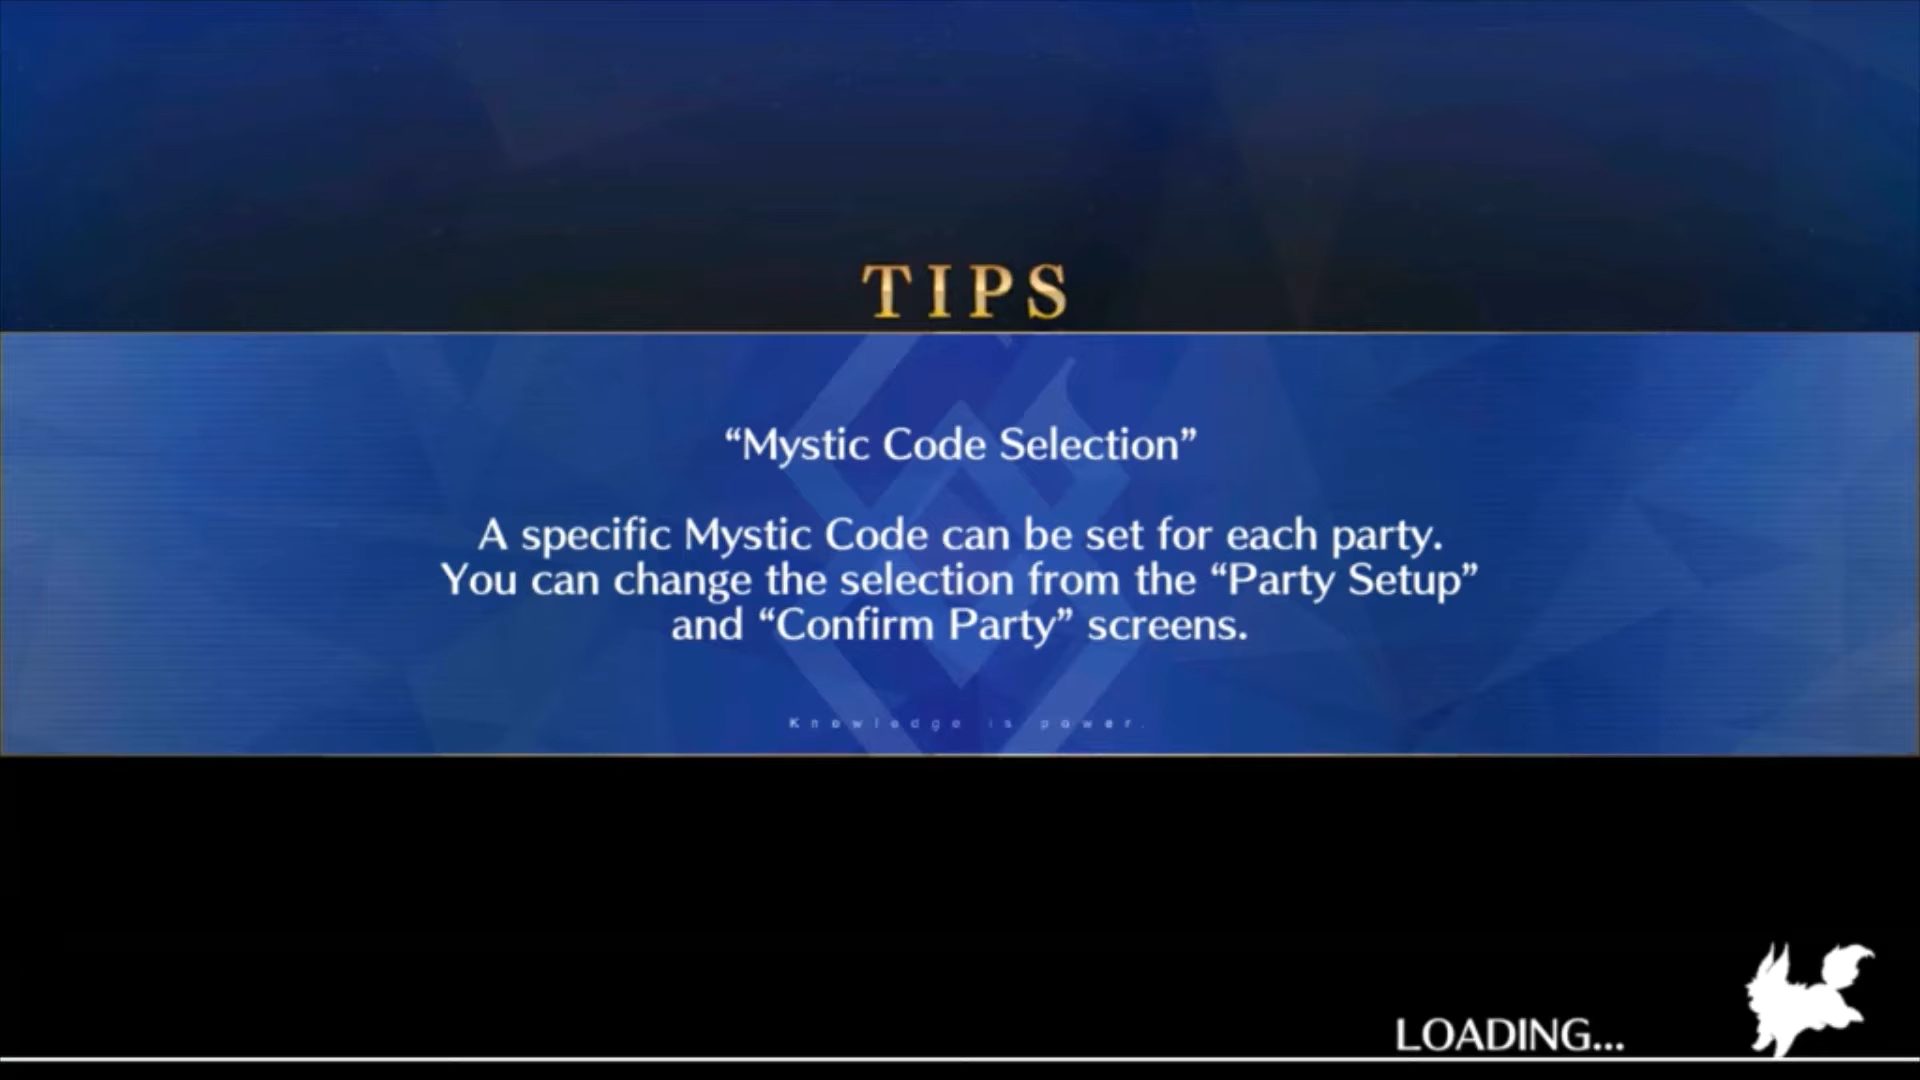 TIPS
“Mystic Code Selection”
A specific Mystic Code can be set for each party.
You can change the selection from the “Party Setup”
and “Confirm Party” screens.
Knowledge is power.
LOADING...